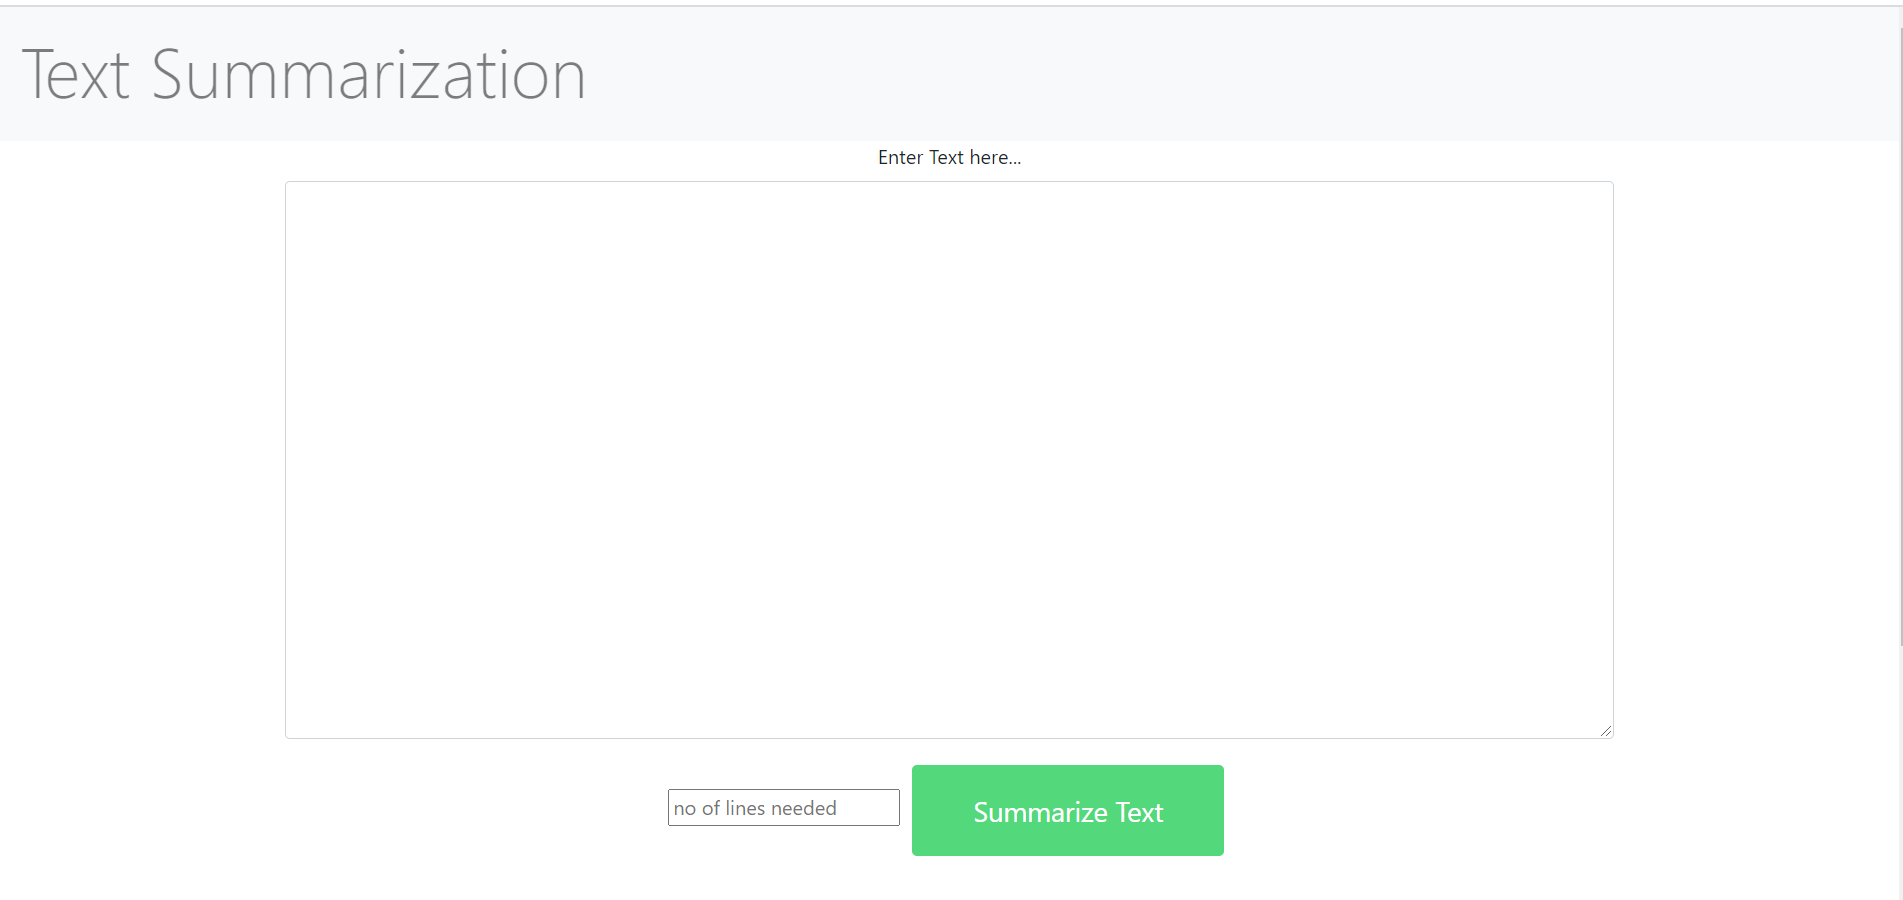 Text Summarization
Enter Text here...
no of lines needed
Summarize Text